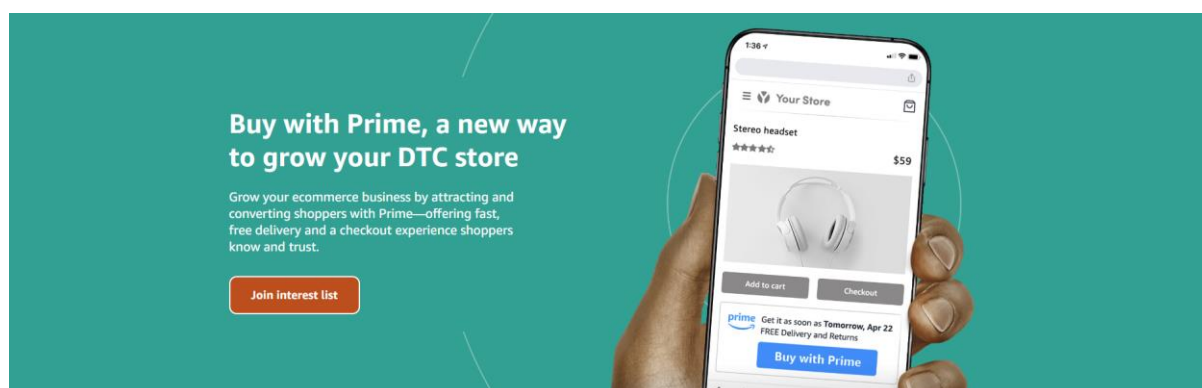 Buy with Prime, a new way
to grow your DTC store
Grow your ecommerce business by attracting and
converting shoppers with Prime—offering fast,
free delivery and a checkout experience shoppers
know and trust.
Join interest list
1:36
Your Store
Stereo headset
$59
Add to cart
Checkout
prime
Get it as soon as Tomorrow, Apr 22
FREE Delivery and Returns
Buy with Prime